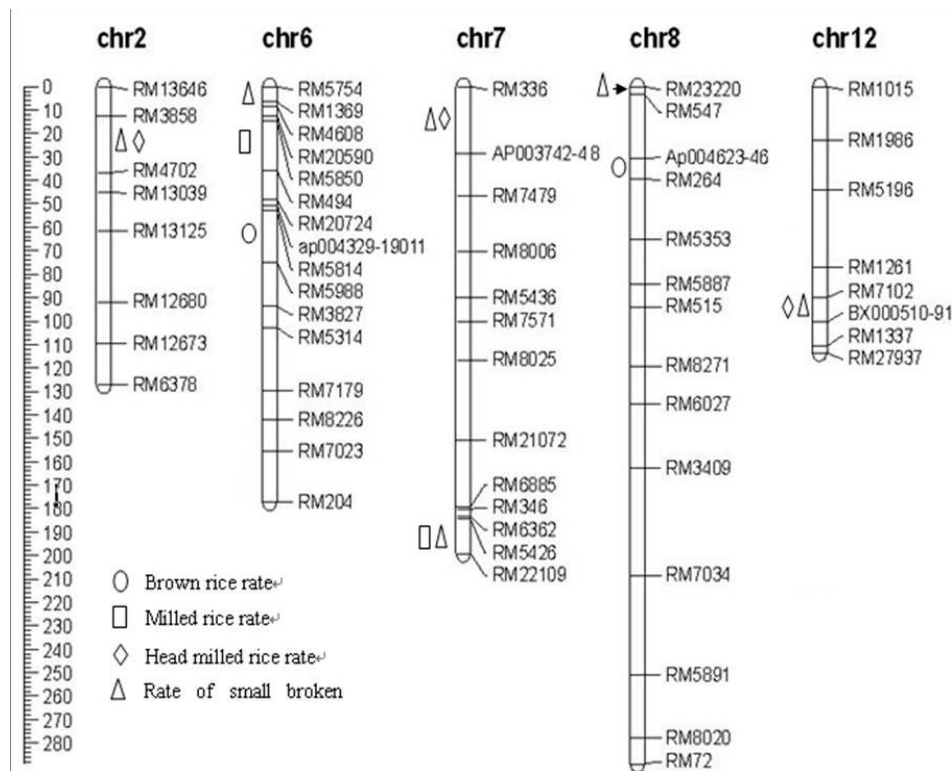 chr2
chr6
chr7
chr8
chr12
0
10
20
30
40
50
60
70
80
90
100
110
120
130
140
150
160
170
180
190
200
210
220
230
240
250
260
270
280
RM13646
RM3858
RM4702
RM13039
RM13125
RM12680
RM12673
RM6378
RM5754
RM1369
RM4608
RM20590
RM5850
RM494
RM20724
ap004329-19011
RM5814
RM5988
RM3827
RM5314
RM7179
RM8226
RM7023
RM204
RM336
AP003742-48
RM7479
RM8006
RM5436
RM7571
RM8025
RM21072
RM6885
RM346
RM6362
RM5426
RM22109
RM23220
RM547
Ap004623-46
RM264
RM5353
RM5887
RM515
RM8271
RM6027
RM3409
RM7034
RM5891
RM8020
RM72
RM1015
RM1986
RM5196
RM1261
RM7102
BX000510-91
RM1337
RM27937
Brown rice rate↵
Milled rice rate↵
Head milled rice rate↵
Rate of small broken